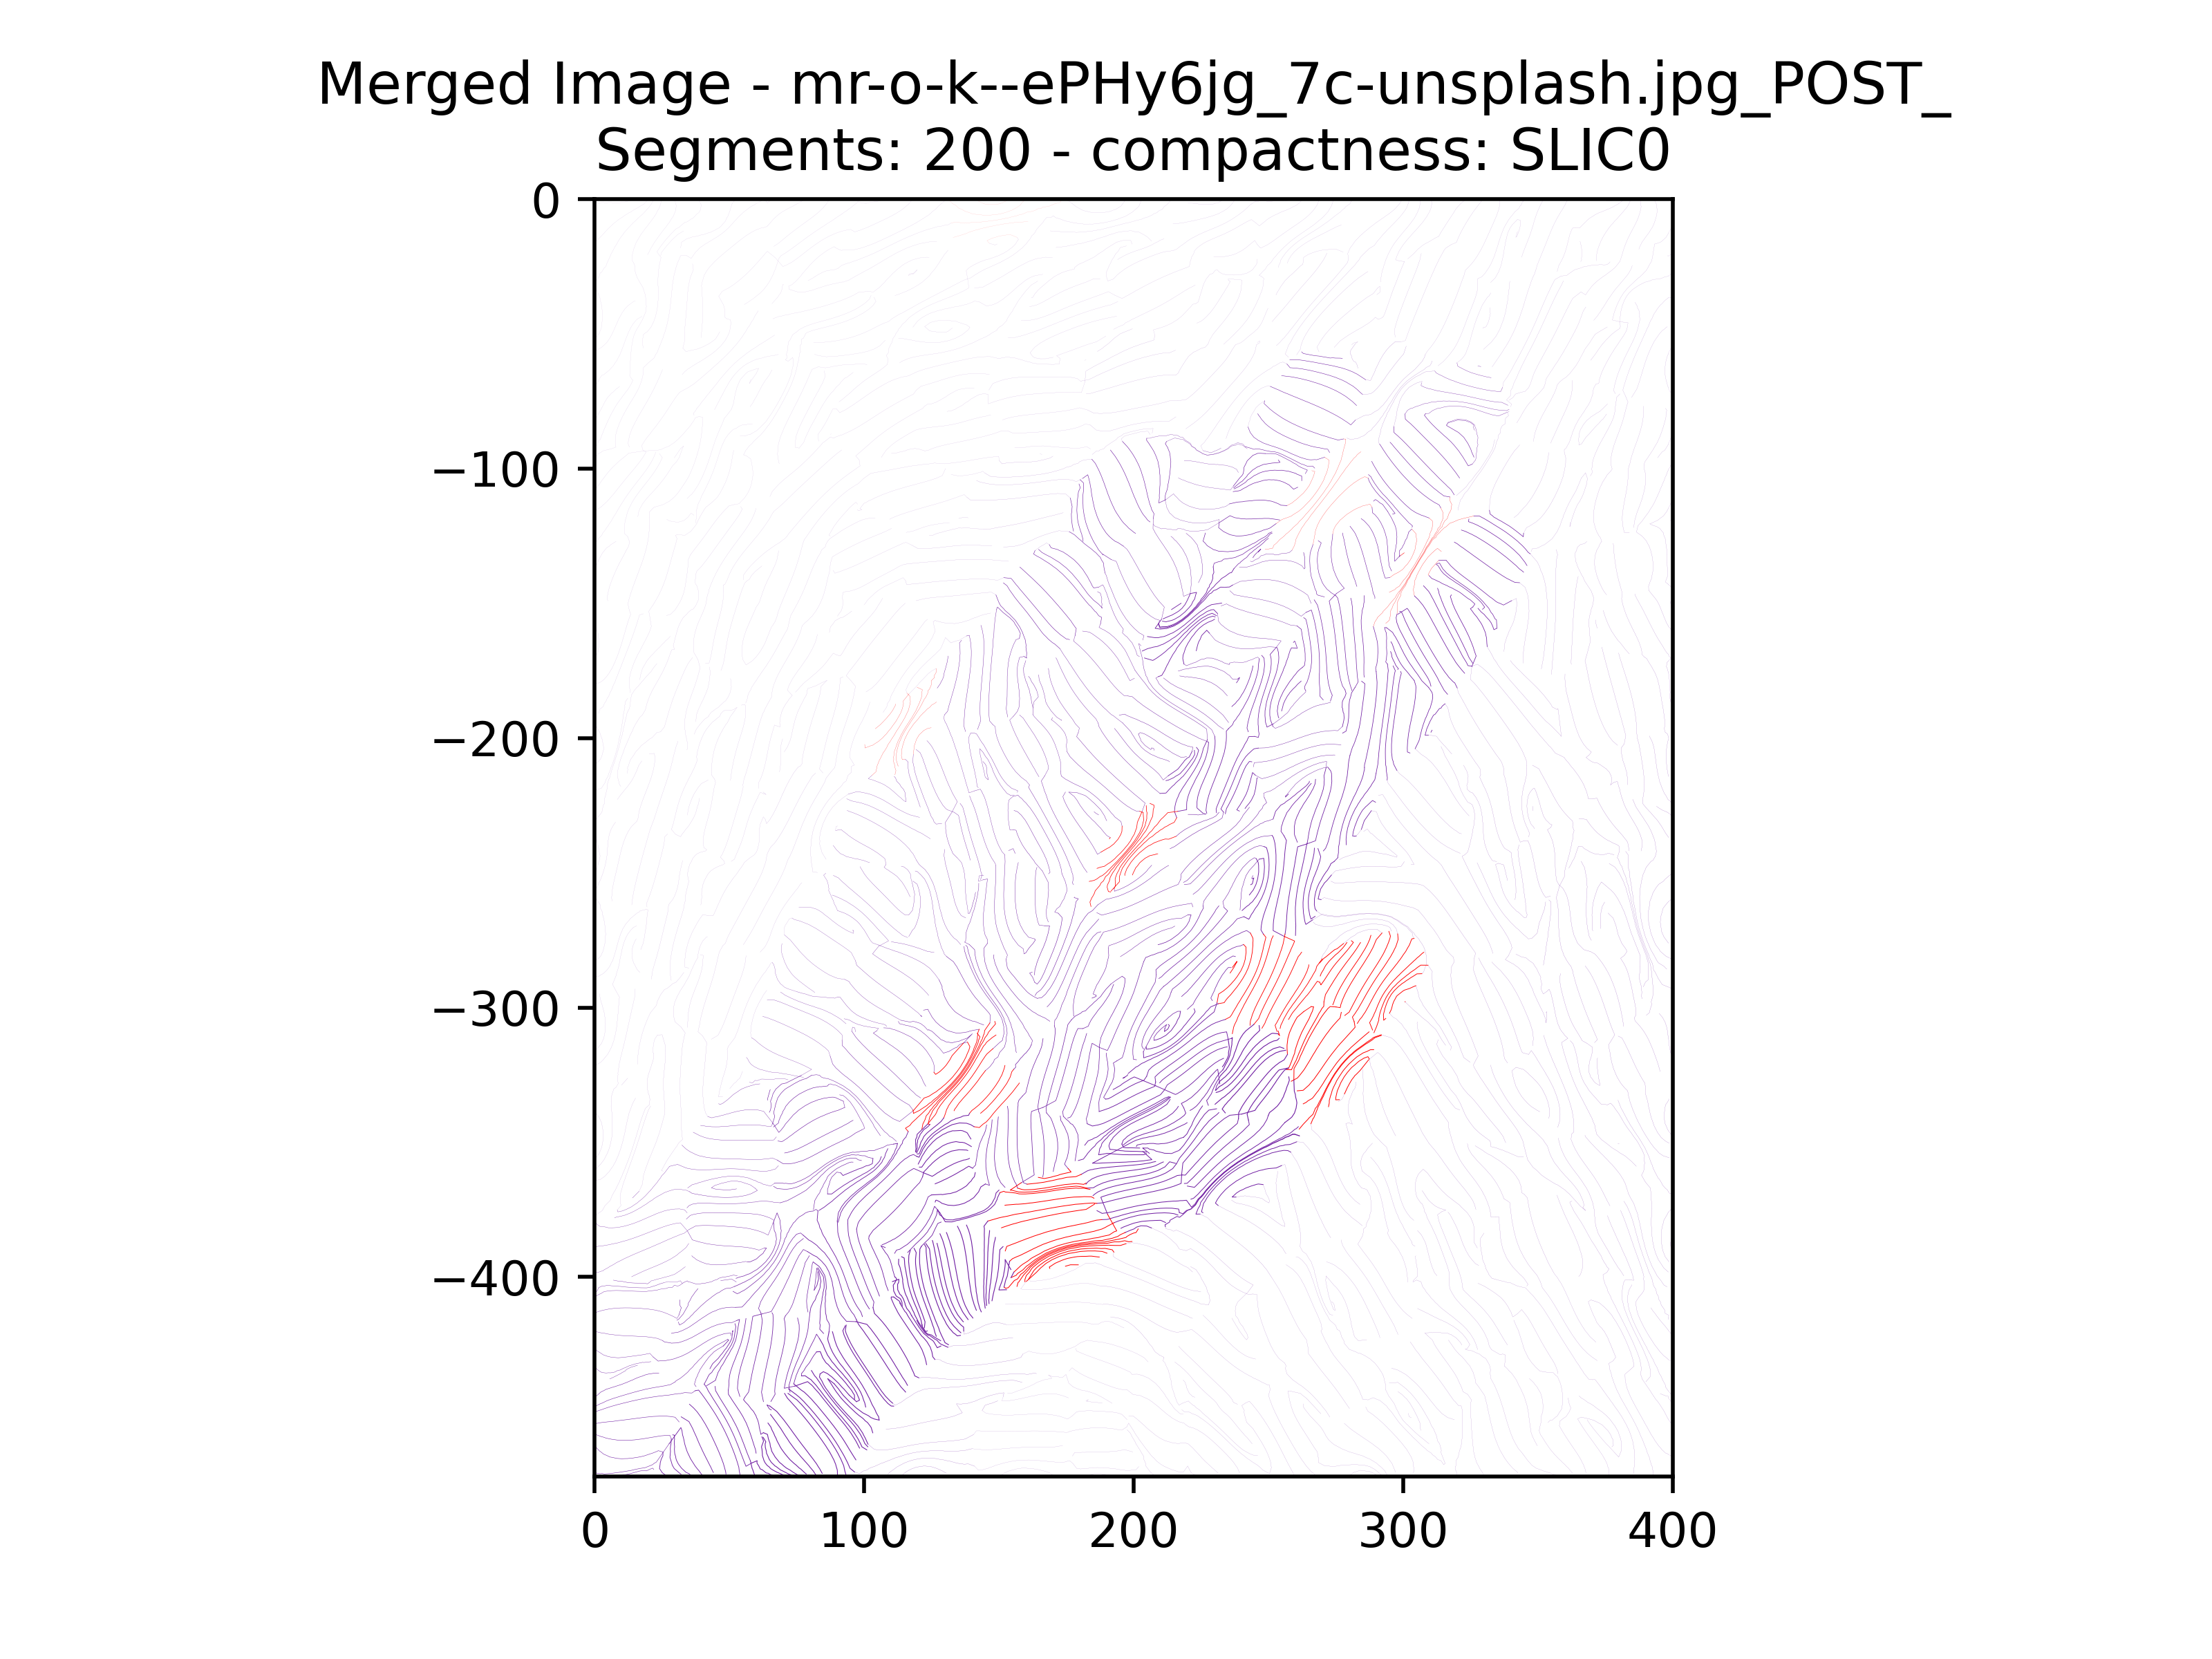 Merged Image - mr-o-k--ePHy6jg_7c-unsplash.jpg_POST_
Segments: 200 - compactness: SLIC0
0
−100
−200
−300
−400
0 100 200 300 400